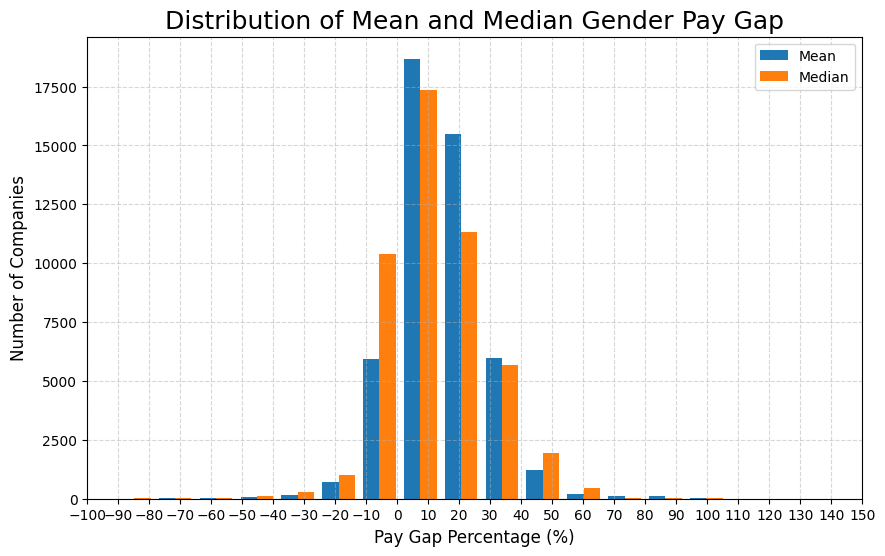 Distribution of Mean and Median Gender Pay Gap
Mean
Median
Number of Companies
17500
15000
12500
10000
7500
5000
2500
0
−100 −90 −80 −70 −60 −50 −40 −30 −20 −10 0 10 20 30 40 50 60 70 80 90 100 110 120 130 140 150
Pay Gap Percentage (%)